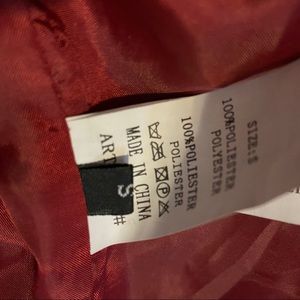 SIZE:S
100%POLIESTER
POLYESTER
100%POLIESTER
POLIESTER
MADE IN CHINA
ART
#
S